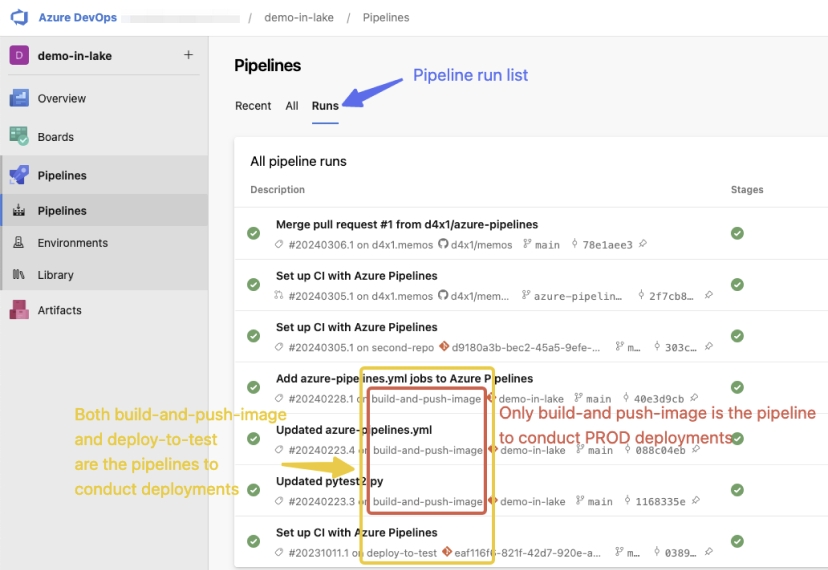 Azure DevOps / demo-in-lake / Pipelines
D demo-in-lake +
Overview
Boards
Pipelines
Pipelines
Environments
Library
Artifacts
Pipelines
Pipeline run list
Recent All Runs
All pipeline runs
Description Stages
Merge pull request #1 from d4x1/azure-pipelines
#20240306.1 on d4x1.memos d4x1/memos main 78e1aee3
Set up CI with Azure Pipelines
#20240305.1 on d4x1.memos d4x1/mem... azure-pipelin... 2f7cb8...
Set up CI with Azure Pipelines
#20240305.1 on second-repo d9180a3b-bec2-45a5-9efe-... m... 303c...
Add azure-pipelines.yml jobs to Azure Pipelines
#20240228.1 on build-and-push-image demo-in-lake main 40e3d9cb
Updated azure-pipelines.yml
#20240223.4 on build-and-push-image demo-in-lake main 088c04eb
Updated pytest2.py
#20240223.3 on build-and-push-image demo-in-lake main 1168335e
Set up CI with Azure Pipelines
#20231011.1 on deploy-to-test eaf116f6-821f-42d7-920e-a... m... 0389...
Both build-and-push-image
and deploy-to-test
are the pipelines to
conduct deployments
Only build-and push-image is the pipeline
to conduct PROD deployments